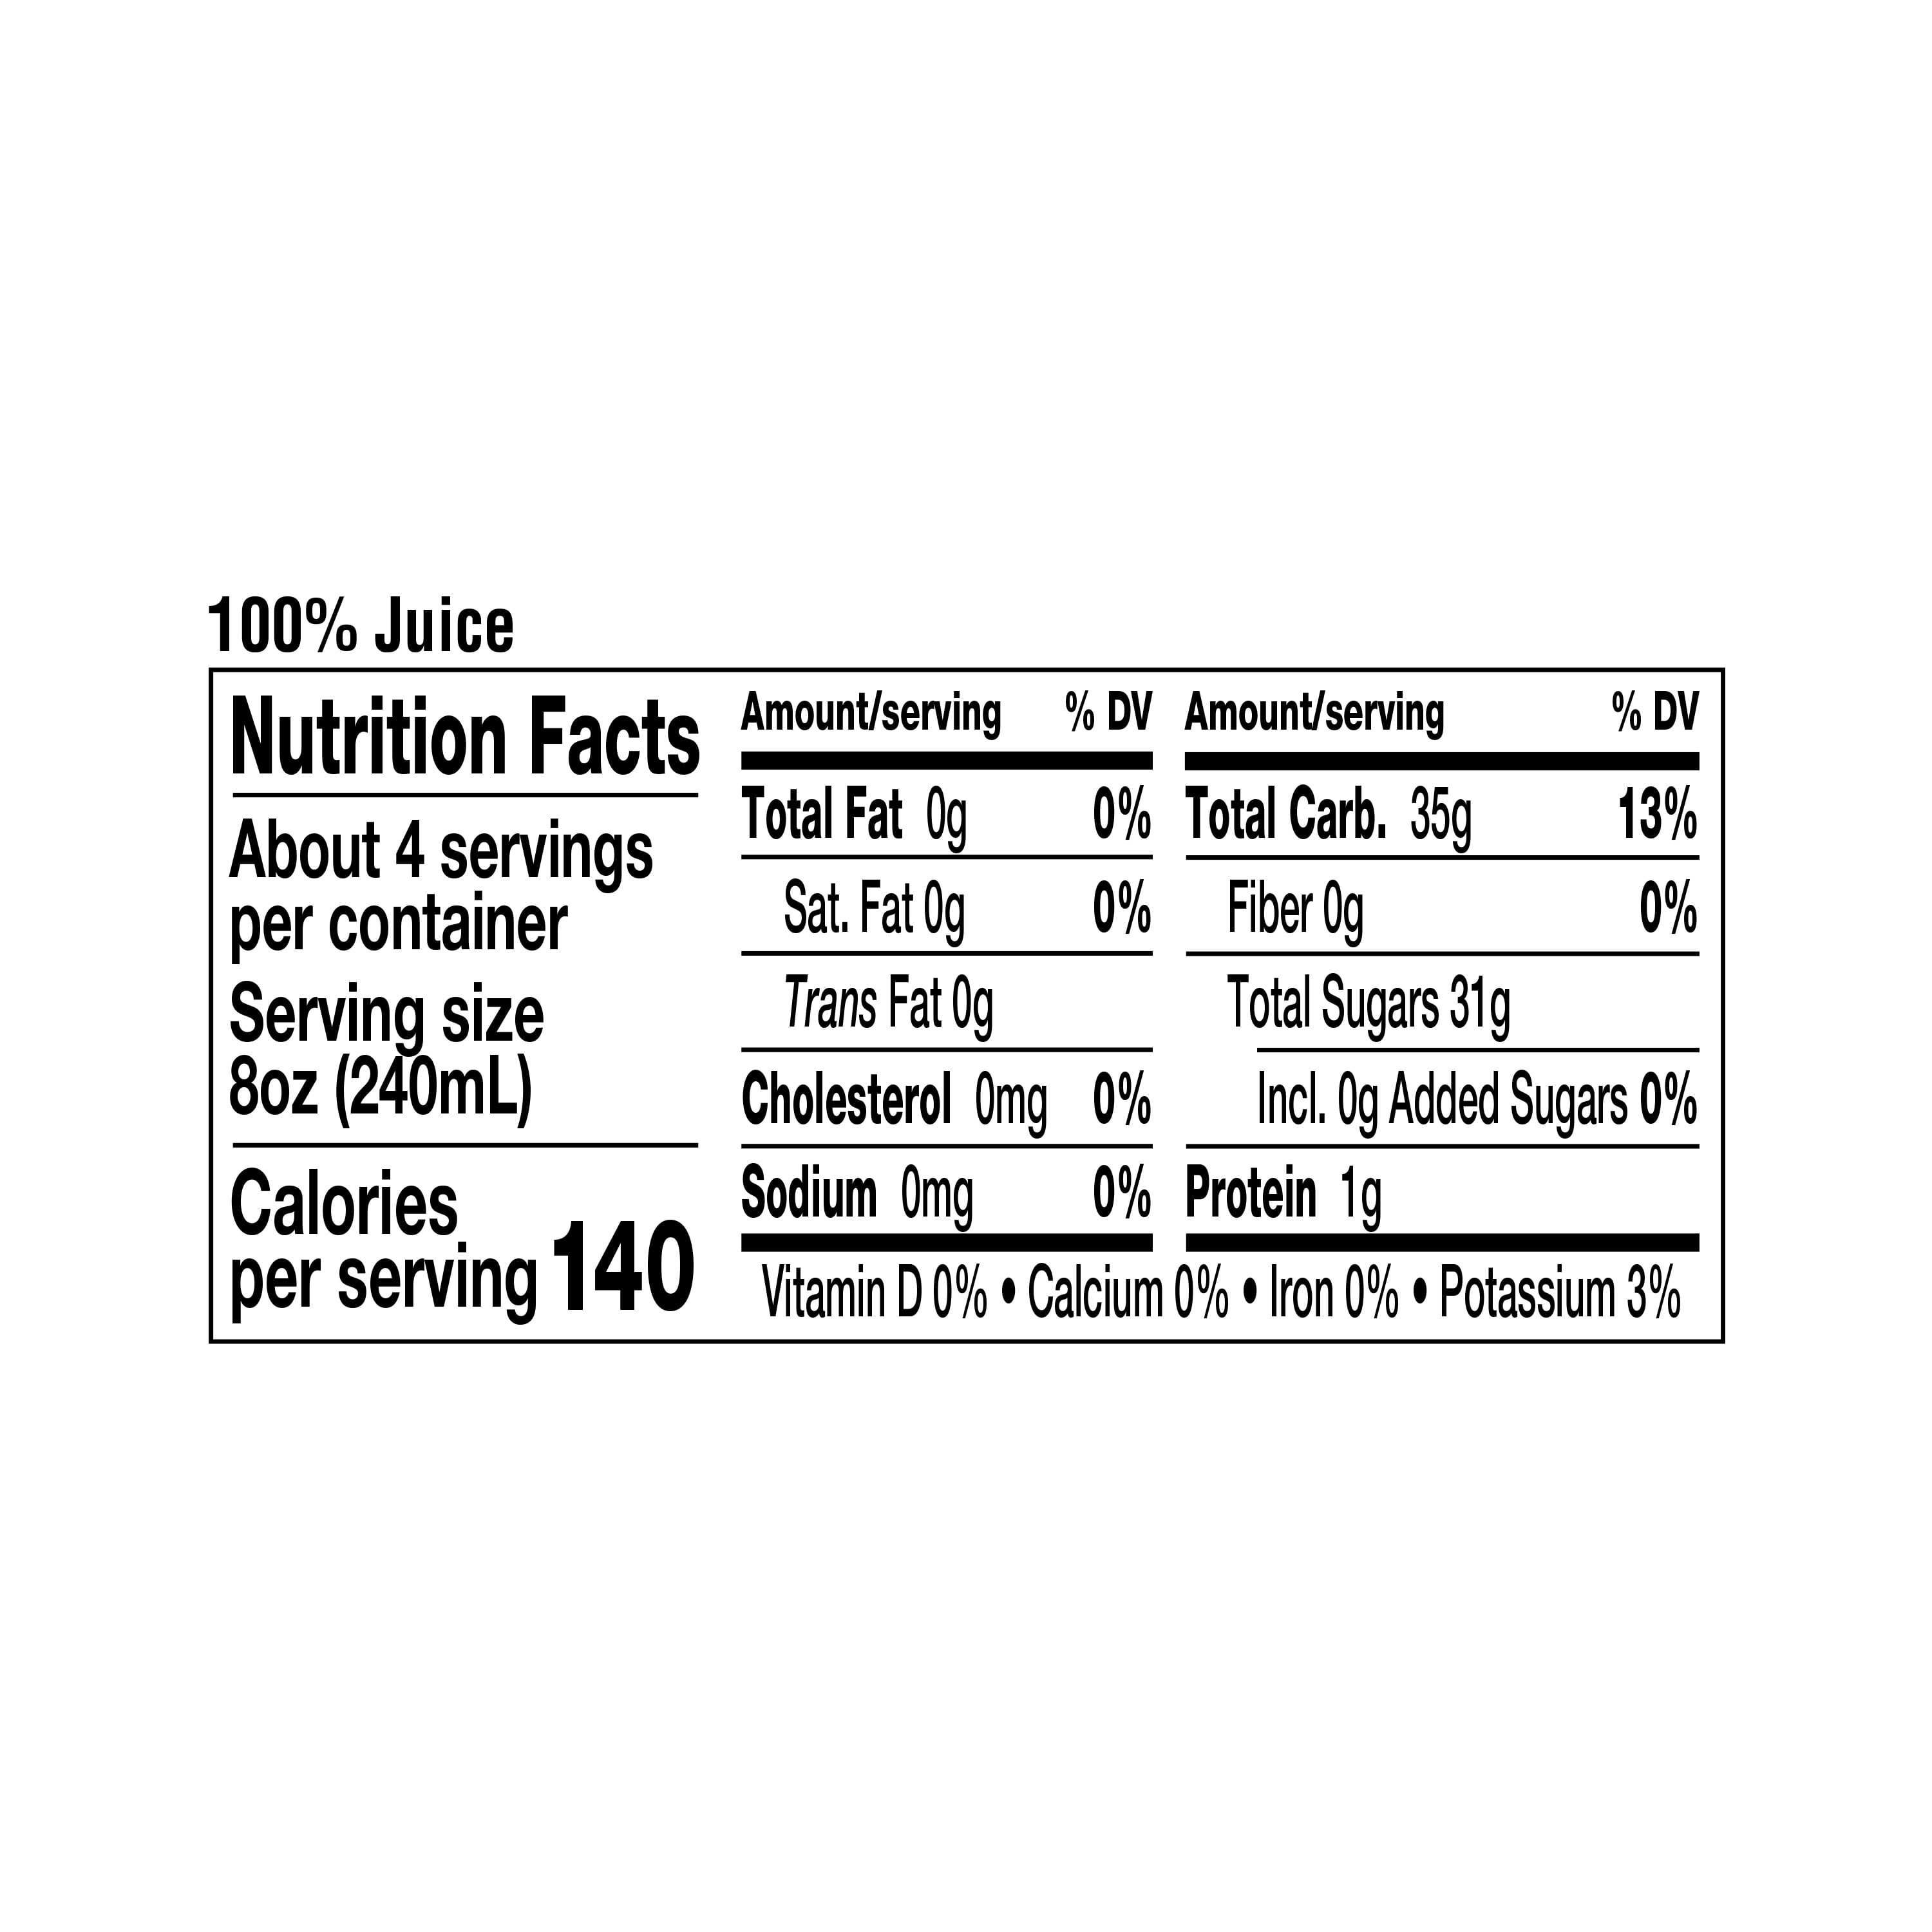 100% Juice
Nutrition Facts
About 4 servings
per container
Serving size
8oz (240mL)
Calories
per serving 140
Amount/serving % DV
Total Fat 0g 0%
Sat. Fat 0g 0%
Trans Fat 0g
Cholesterol 0mg 0%
Sodium 0mg 0%
Amount/serving % DV
Total Carb. 35g 13%
Fiber 0g 0%
Total Sugars 31g
Incl. 0g Added Sugars 0%
Protein 1g
Vitamin D 0% • Calcium 0% • Iron 0% • Potassium 3%